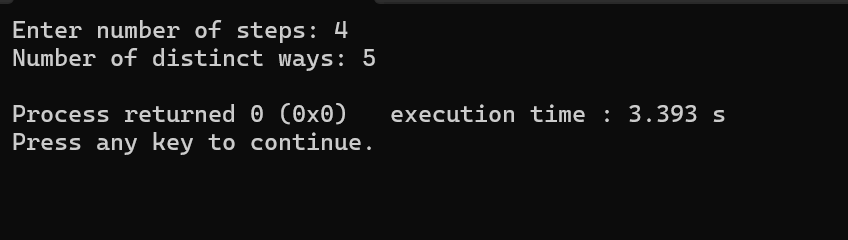 Enter number of steps: 4
Number of distinct ways: 5
Process returned 0 (0x0)   execution time : 3.393 s
Press any key to continue.